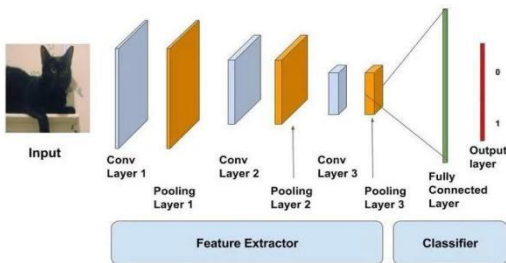 Input
Conv
Layer 1
Pooling
Layer 1
Conv
Layer 2
Pooling
Layer 2
Conv
Layer 3
Pooling
Layer 3
Fully
Connected
Layer
0
1
Output
layer
Feature Extractor
Classifier